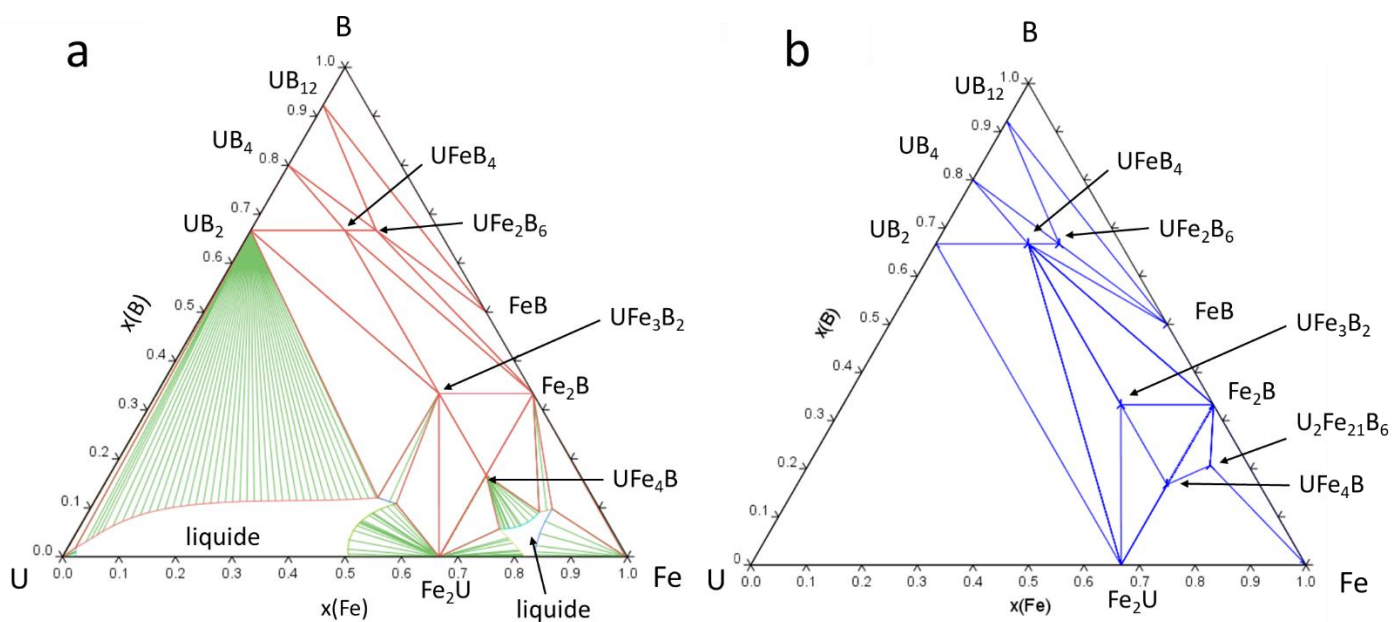 a
B
1.0
UB₁₂
0.9
UB₄
0.8
UFeB₄
0.7
UB₂
UFe₂B₆
0.6
x(B)
0.5
FeB
0.4
UFe₃B₂
0.3
Fe₂B
0.2
UFe₄B
0.1
liquide
0.0
U
0.0 0.1 0.2 0.3 0.4 0.5 0.6 0.7 0.8 0.9 1.0
Fe
x(Fe)
Fe₂U
liquide
b
B
1.0
UB₁₂
0.9
UB₄
0.8
UFeB₄
0.7
UB₂
UFe₂B₆
0.6
x(B)
0.5
FeB
0.4
UFe₃B₂
0.3
Fe₂B
0.2
U₂Fe₂₁B₆
UFe₄B
0.1
0
U
0.0 0.1 0.2 0.3 0.4 0.5 0.6 0.7 0.8 0.9 1.0
Fe
x(Fe)
Fe₂U